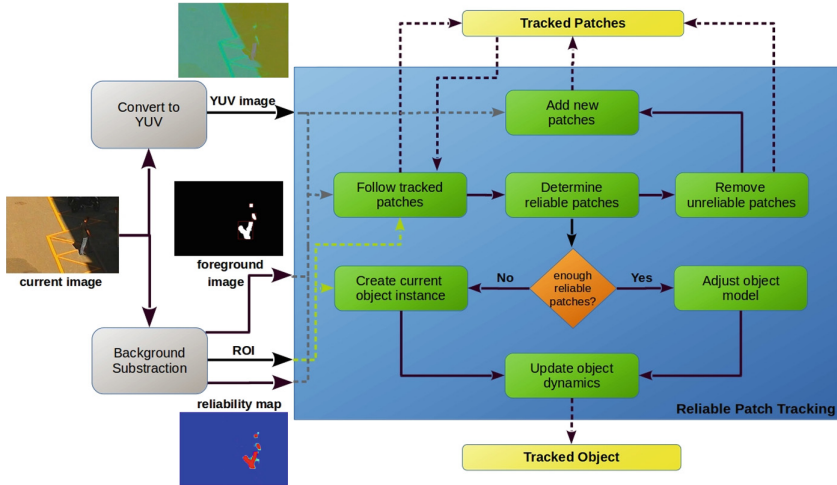 Tracked Patches
Convert to
YUV
YUV image
Add new
patches
Follow tracked
patches
Determine
reliable patches
Remove
unreliable patches
current image
foreground
image
Create current
object instance
No
enough
reliable
patches?
Yes
Adjust object
model
Background
Substraction
ROI
reliability map
Update object
dynamics
Reliable Patch Tracking
Tracked Object